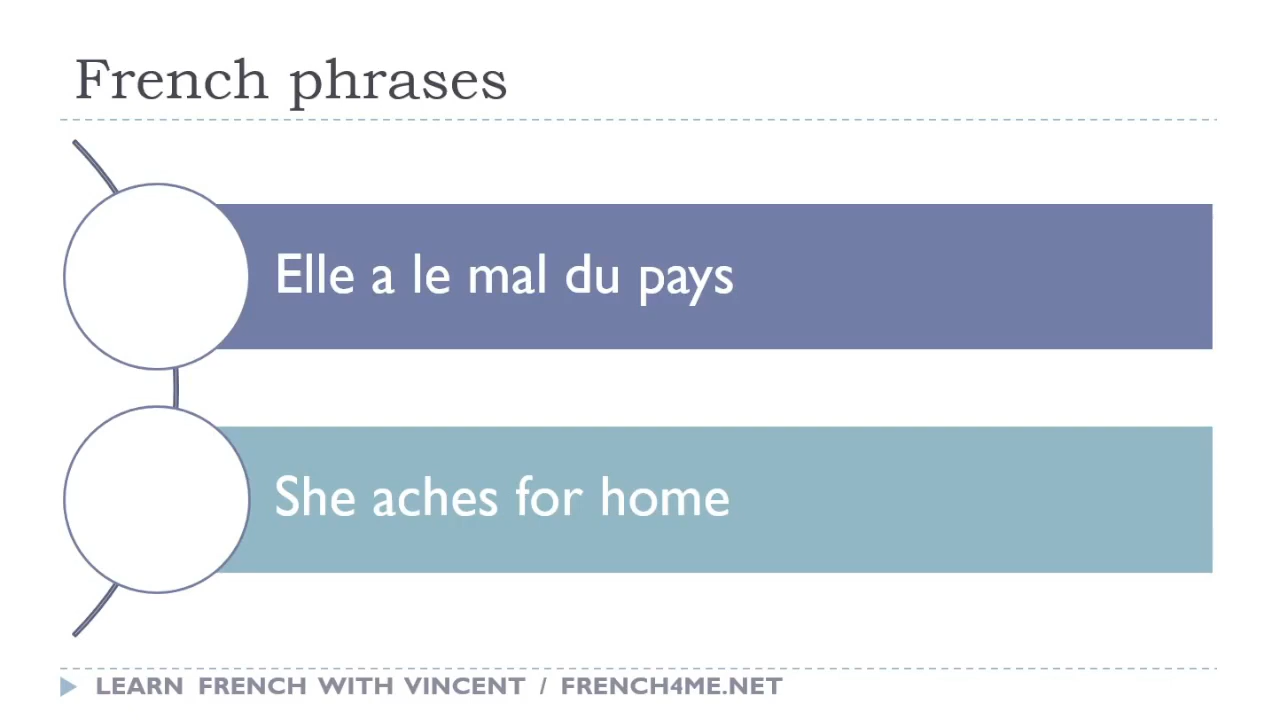 French phrases
Elle a le mal du pays
She aches for home
LEARN FRENCH WITH VINCENT / FRENCH4ME.NET